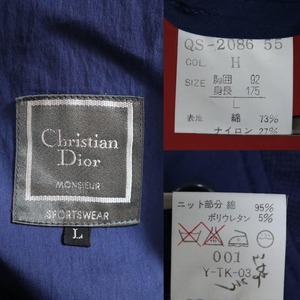 Christian
Dior
MONSIEUR
SPORTSWEAR
L
QS-2086 55
COL. H
SIZE 胸囲 92
身長 175
L
表地 綿 73%
ナイロン 27%
ニット部分 綿 95%
ポリウレタン 5%
001
Y-TK-03